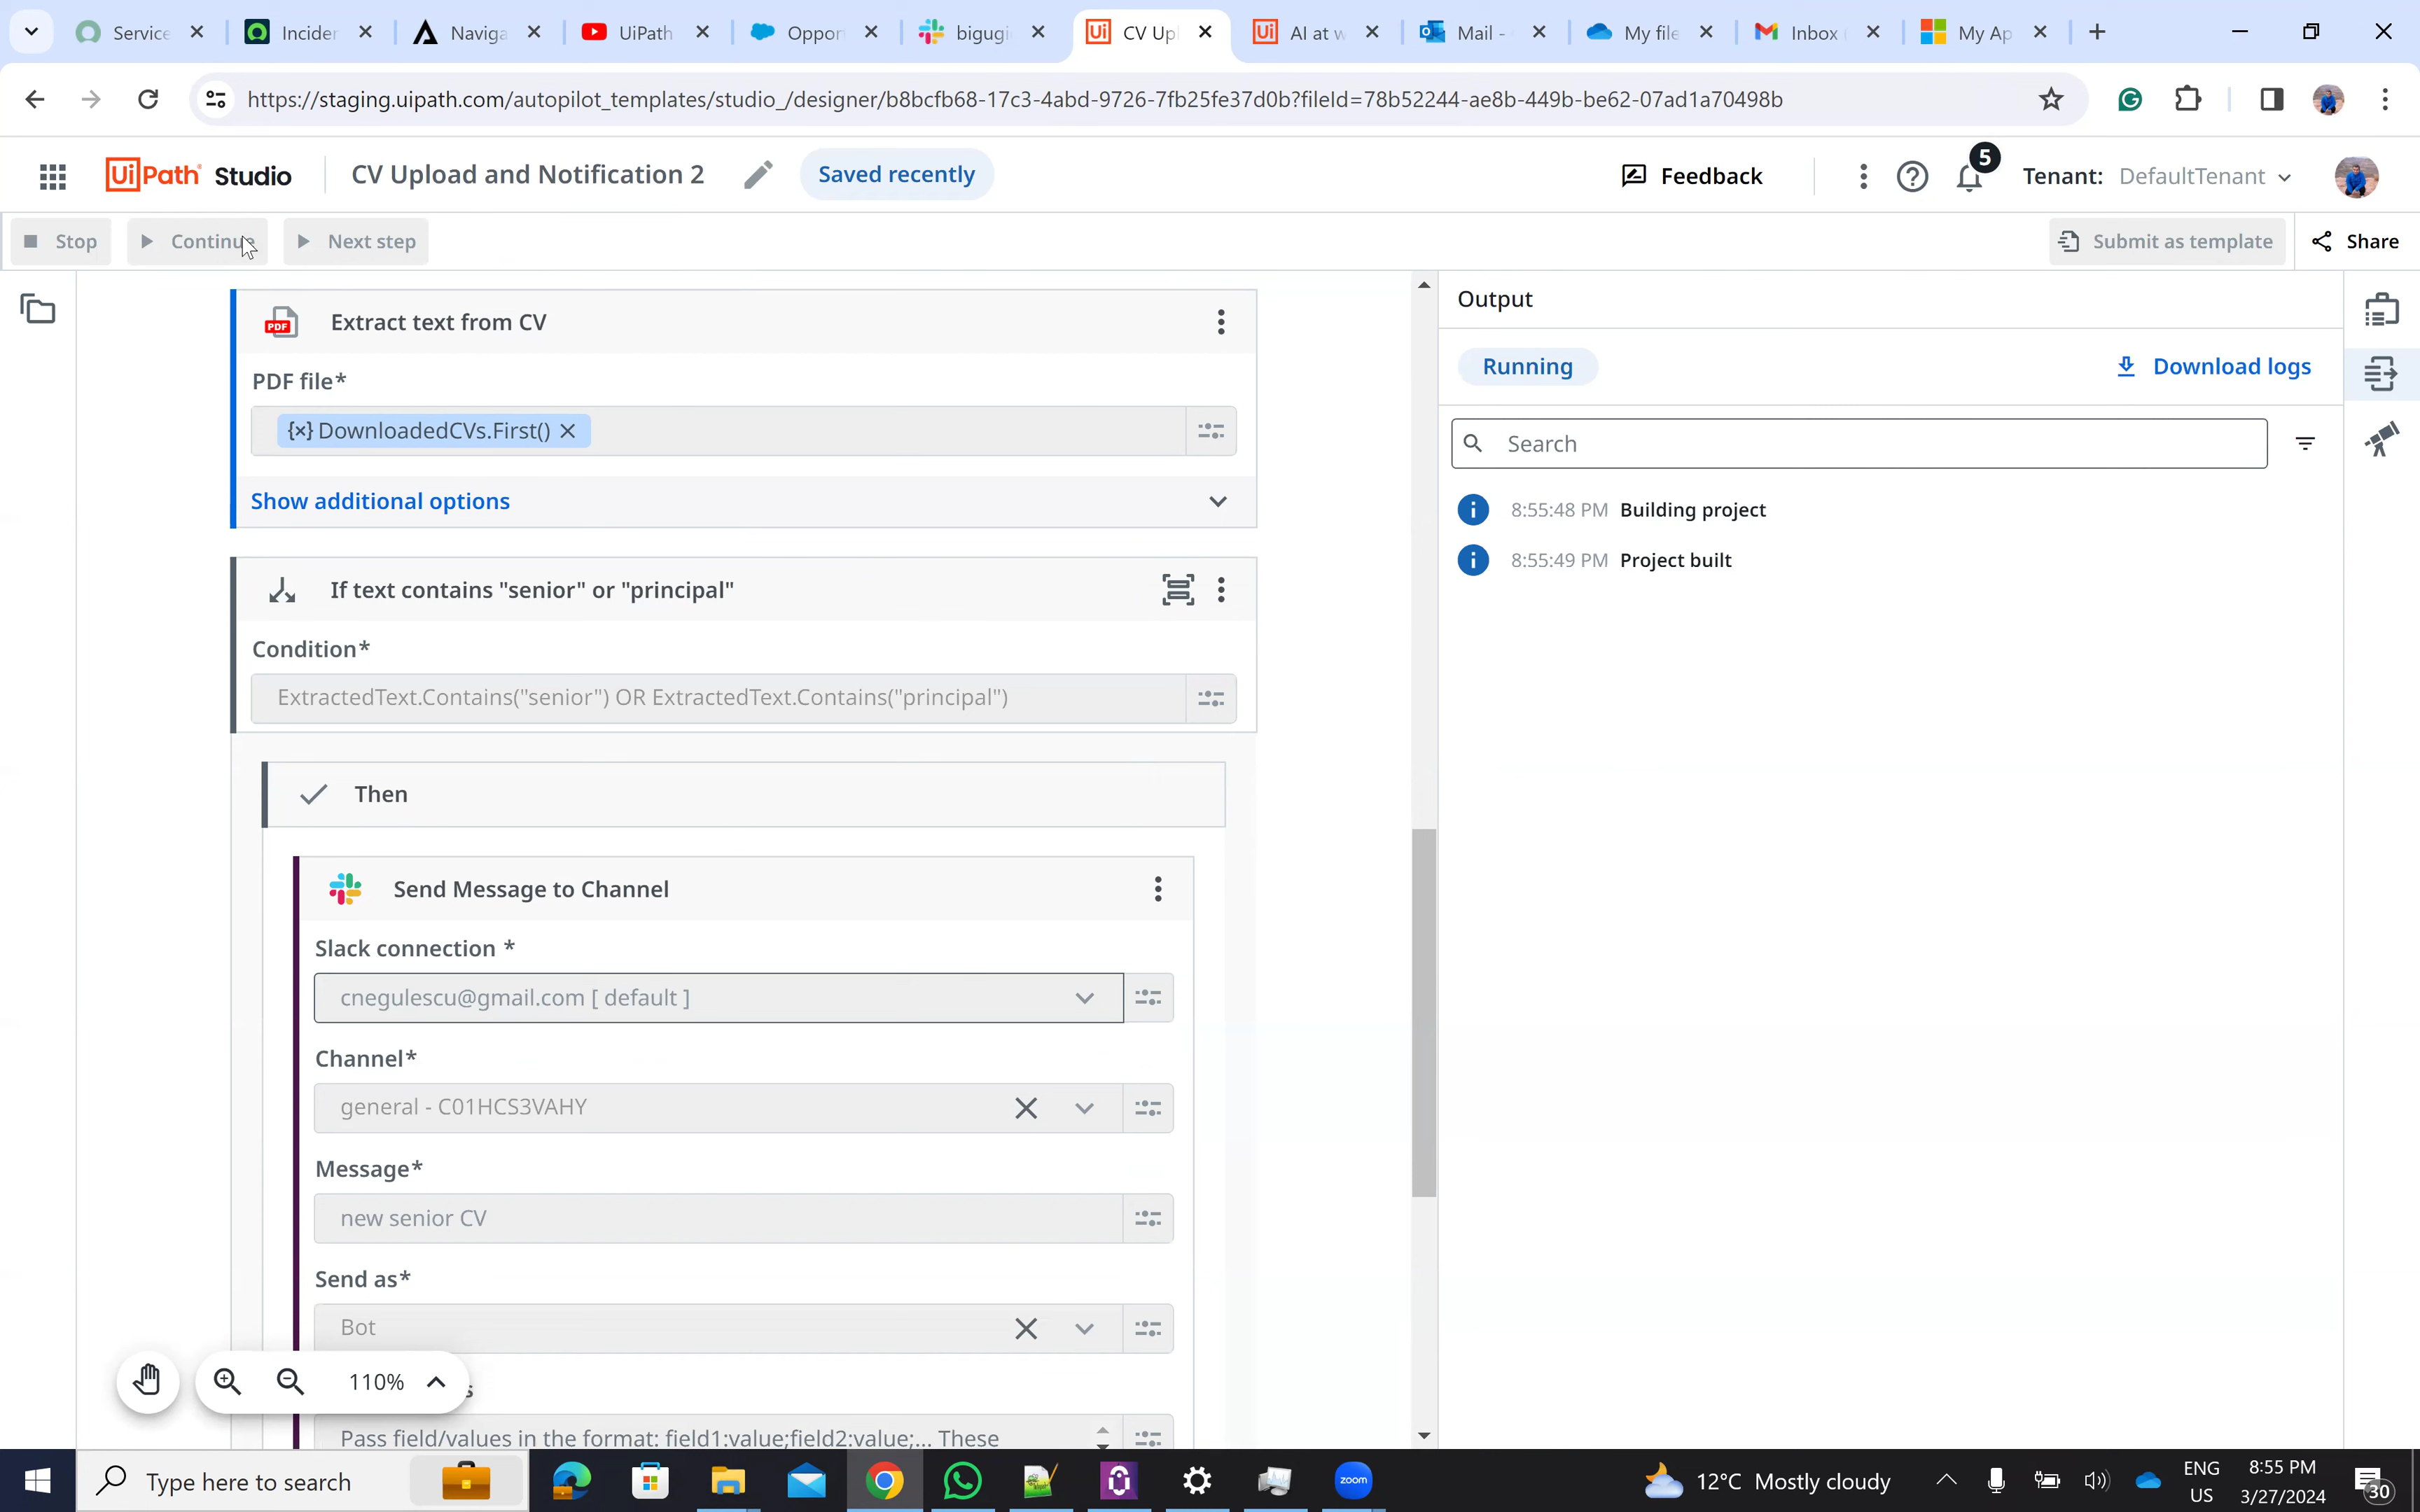 Service
Inciden
Naviga
UiPath
Oppor
bigugi
CV Up
AI at w
Mail -
My file
Inbox (
My Ap
https://staging.uipath.com/autopilot_templates/studio_/designer/b8bcfb68-17c3-4abd-9726-7fb25fe37d0b?fileId=78b52244-ae8b-449b-be62-07ad1a70498b
UiPath Studio
CV Upload and Notification 2
Saved recently
Feedback
5
Tenant: DefaultTenant
Stop
Continue
Next step
Submit as template
Share
PDF
Extract text from CV
PDF file*
{x} DownloadedCVs.First()
Show additional options
If text contains "senior" or "principal"
Condition*
ExtractedText.Contains("senior") OR ExtractedText.Contains("principal")
Then
Send Message to Channel
Slack connection *
cnegulescu@gmail.com [ default ]
Channel*
general - C01HCS3VAHY
Message*
new senior CV
Send as*
Bot
Pass field/values in the format: field1:value;field2:value;... These
110%
Output
Running
Download logs
Search
8:55:48 PM Building project
8:55:49 PM Project built
Type here to search
zoom
12°C Mostly cloudy
ENG
US
8:55 PM
3/27/2024
30